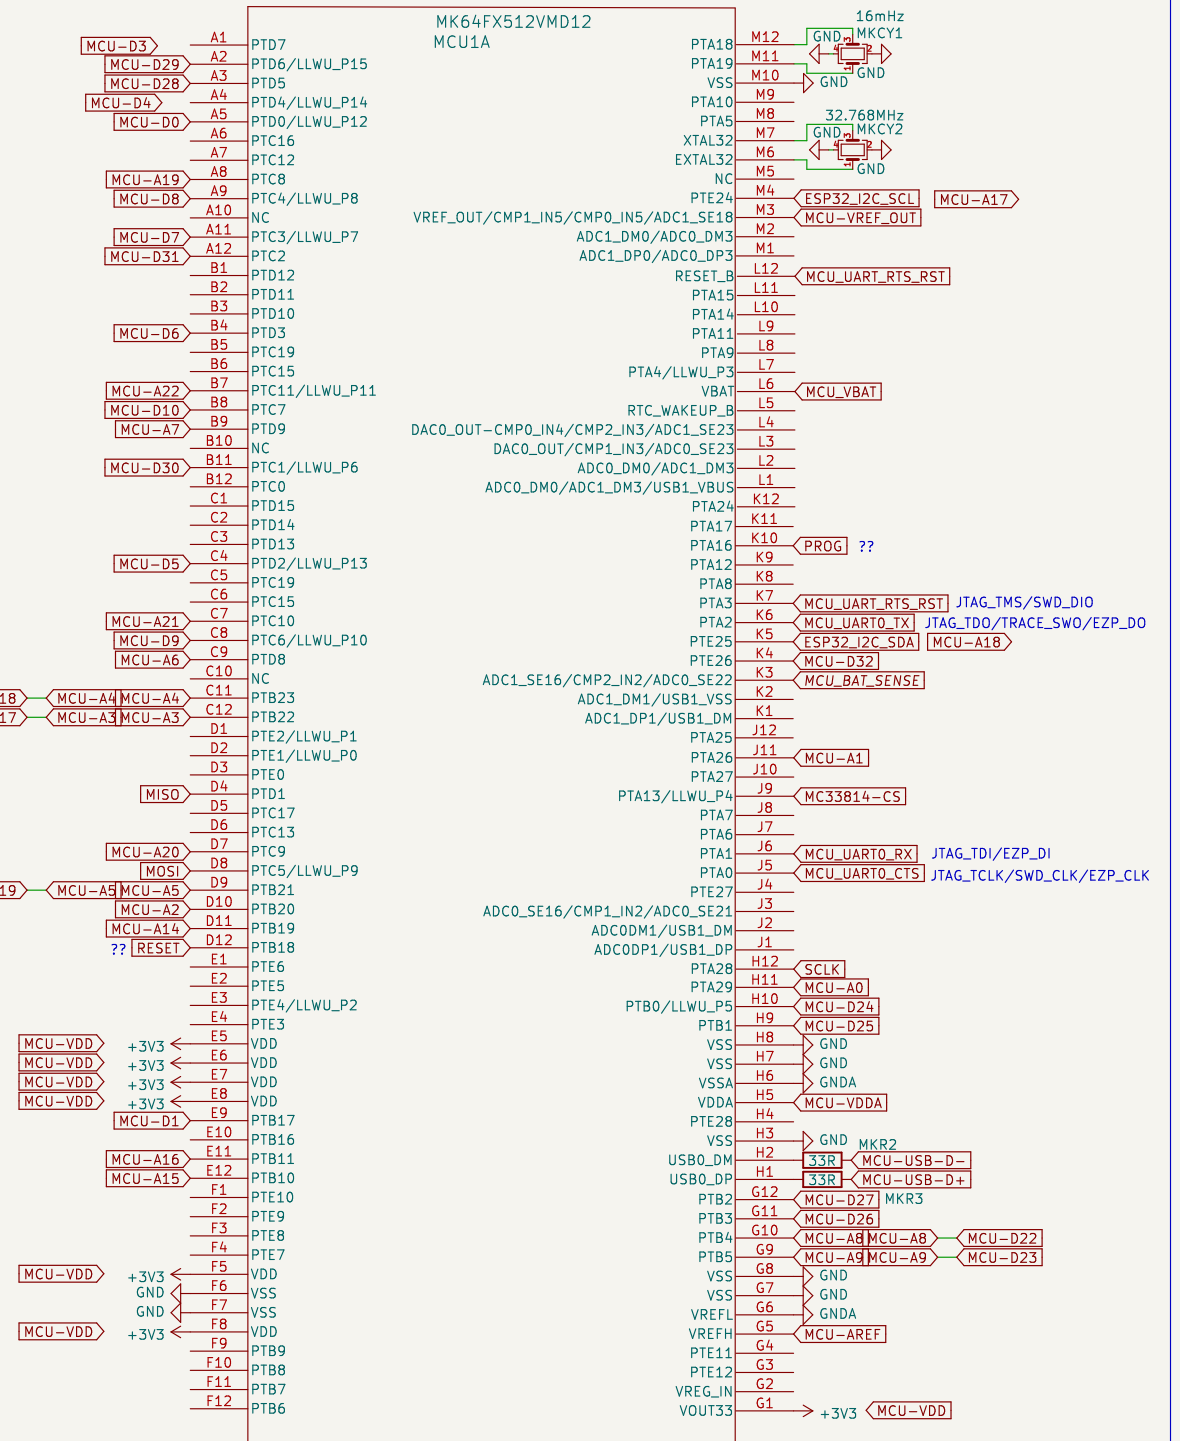 MK64FX512VMD12
MCU1A
MCU-D3 A1 PTD7
MCU-D29 A2 PTD6/LLWU_P15
MCU-D28 A3 PTD5
MCU-D4 A4 PTD4/LLWU_P14
MCU-D0 A5 PTD0/LLWU_P12
A6 PTC16
A7 PTC12
MCU-A19 A8 PTC8
MCU-D8 A9 PTC4/LLWU_P8
A10 NC
MCU-D7 A11 PTC3/LLWU_P7
MCU-D31 A12 PTC2
B1 PTD12
B2 PTD11
B3 PTD10
MCU-D6 B4 PTD3
B5 PTC19
B6 PTC15
MCU-A22 B7 PTC11/LLWU_P11
MCU-D10 B8 PTC7
MCU-A7 B9 PTD9
B10 NC
MCU-D30 B11 PTC1/LLWU_P6
B12 PTC0
C1 PTD15
C2 PTD14
C3 PTD13
MCU-D5 C4 PTD2/LLWU_P13
C5 PTC19
C6 PTC15
MCU-A21 C7 PTC10
MCU-D9 C8 PTC6/LLWU_P10
MCU-A6 C9 PTD8
C10 NC
18 MCU-A4 MCU-A4 C11 PTB23
17 MCU-A3 MCU-A3 C12 PTB22
D1 PTE2/LLWU_P1
D2 PTE1/LLWU_P0
D3 PTE0
MISO D4 PTD1
D5 PTC17
D6 PTC13
MCU-A20 D7 PTC9
MOSI D8 PTC5/LLWU_P9
19 MCU-A5 MCU-A5 D9 PTB21
MCU-A2 D10 PTB20
MCU-A14 D11 PTB19
?? RESET D12 PTB18
E1 PTE6
E2 PTE5
E3 PTE4/LLWU_P2
E4 PTE3
MCU-VDD +3V3 E5 VDD
MCU-VDD +3V3 E6 VDD
MCU-VDD +3V3 E7 VDD
MCU-VDD +3V3 E8 VDD
MCU-D1 E9 PTB17
E10 PTB16
MCU-A16 E11 PTB11
MCU-A15 E12 PTB10
F1 PTE10
F2 PTE9
F3 PTE8
F4 PTE7
MCU-VDD +3V3 F5 VDD
GND F6 VSS
GND F7 VSS
MCU-VDD +3V3 F8 VDD
F9 PTB9
F10 PTB8
F11 PTB7
F12 PTB6
16mHz
MKCY1
GND 3
4 2
1 GND
PTA18 M12
PTA19 M11
VSS M10 GND
PTA10 M9
PTA5 M8
32.768MHz
MKCY2
GND 3
4 2
1 GND
XTAL32 M7
EXTAL32 M6
NC M5
PTE24 M4 ESP32_I2C_SCL MCU-A17
VREF_OUT/CMP1_IN5/CMP0_IN5/ADC1_SE18 M3 MCU-VREF_OUT
ADC1_DM0/ADC0_DM3 M2
ADC1_DP0/ADC0_DP3 M1
RESET_B L12 MCU_UART_RTS_RST
PTA15 L11
PTA14 L10
PTA11 L9
PTA9 L8
PTA4/LLWU_P3 L7
VBAT L6 MCU_VBAT
RTC_WAKEUP_B L5
DAC0_OUT-CMP0_IN4/CMP2_IN3/ADC1_SE23 L4
DAC0_OUT/CMP1_IN3/ADC0_SE23 L3
ADC0_DM0/ADC1_DM3 L2
ADC0_DM0/ADC1_DM3/USB1_VBUS L1
PTA24 K12
PTA17 K11
PTA16 K10 PROG ??
PTA12 K9
PTA8 K8
PTA3 K7 MCU_UART_RTS_RST JTAG_TMS/SWD_DIO
PTA2 K6 MCU_UART0_TX JTAG_TDO/TRACE_SWO/EZP_DO
PTE25 K5 ESP32_I2C_SDA MCU-A18
PTE26 K4 MCU-D32
ADC1_SE16/CMP2_IN2/ADC0_SE22 K3 MCU_BAT_SENSE
ADC1_DM1/USB1_VSS K2
ADC1_DP1/USB1_DM K1
PTA25 J12
PTA26 J11 MCU-A1
PTA27 J10
PTA13/LLWU_P4 J9 MC33814-CS
PTA7 J8
PTA6 J7
PTA1 J6 MCU_UART0_RX JTAG_TDI/EZP_DI
PTA0 J5 MCU_UART0_CTS JTAG_TCLK/SWD_CLK/EZP_CLK
PTE27 J4
ADC0_SE16/CMP1_IN2/ADC0_SE21 J3
ADC0DM1/USB1_DM J2
ADC0DP1/USB1_DP J1
PTA28 H12 SCLK
PTA29 H11 MCU-A0
PTB0/LLWU_P5 H10 MCU-D24
PTB1 H9 MCU-D25
VSS H8 GND
VSS H7 GND
VSSA H6 GNDA
VDDA H5 MCU-VDDA
PTE28 H4
VSS H3 GND
MKR2
USB0_DM H2 33R MCU-USB-D-
USB0_DP H1 33R MCU-USB-D+
PTB2 G12 MCU-D27 MKR3
PTB3 G11 MCU-D26
PTB4 G10 MCU-A8 MCU-A8 MCU-D22
PTB5 G9 MCU-A9 MCU-A9 MCU-D23
VSS G8 GND
VSS G7 GND
VREFL G6 GNDA
VREFH G5 MCU-AREF
PTE11 G4
PTE12 G3
VREG_IN G2
VOUT33 G1 +3V3 MCU-VDD